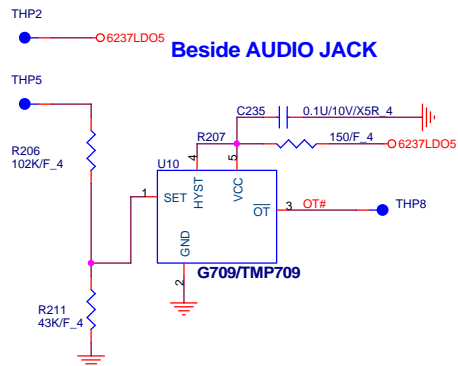 THP2
6237LDO5
Beside AUDIO JACK
THP5
C235
0.1U/10V/X5R_4
R206
102K/F_4
R207
150/F_4
6237LDO5
U10
4
5
1
SET
HYST
VCC
OT
3
OT#
THP8
GND
2
G709/TMP709
R211
43K/F_4